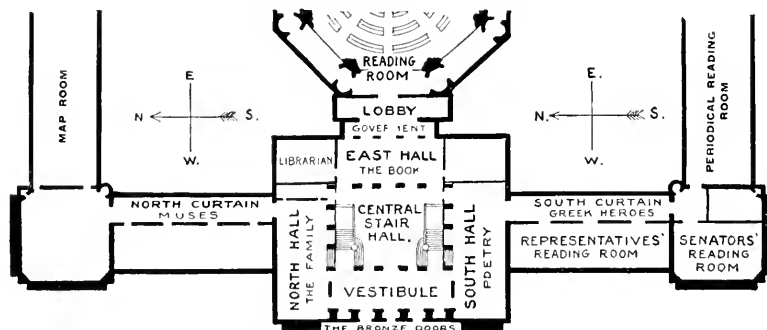 MAP ROOM
E
N
S.
W.
READING
ROOM
LOBBY
GOVERMENT
LIBRARIAN
EAST HALL
THE BOOK
E.
N.
S.
W.
PERIODICAL READING
ROOM
NORTH CURTAIN
MUSES
NORTH HALL
THE FAMILY
CENTRAL
STAIR
HALL.
SOUTH HALL
POETRY
SOUTH CURTAIN
GREEK HEROES
REPRESENTATIVES'
READING ROOM
SENATORS'
READING
ROOM
VESTIBULE
THE BRONZE DOORS